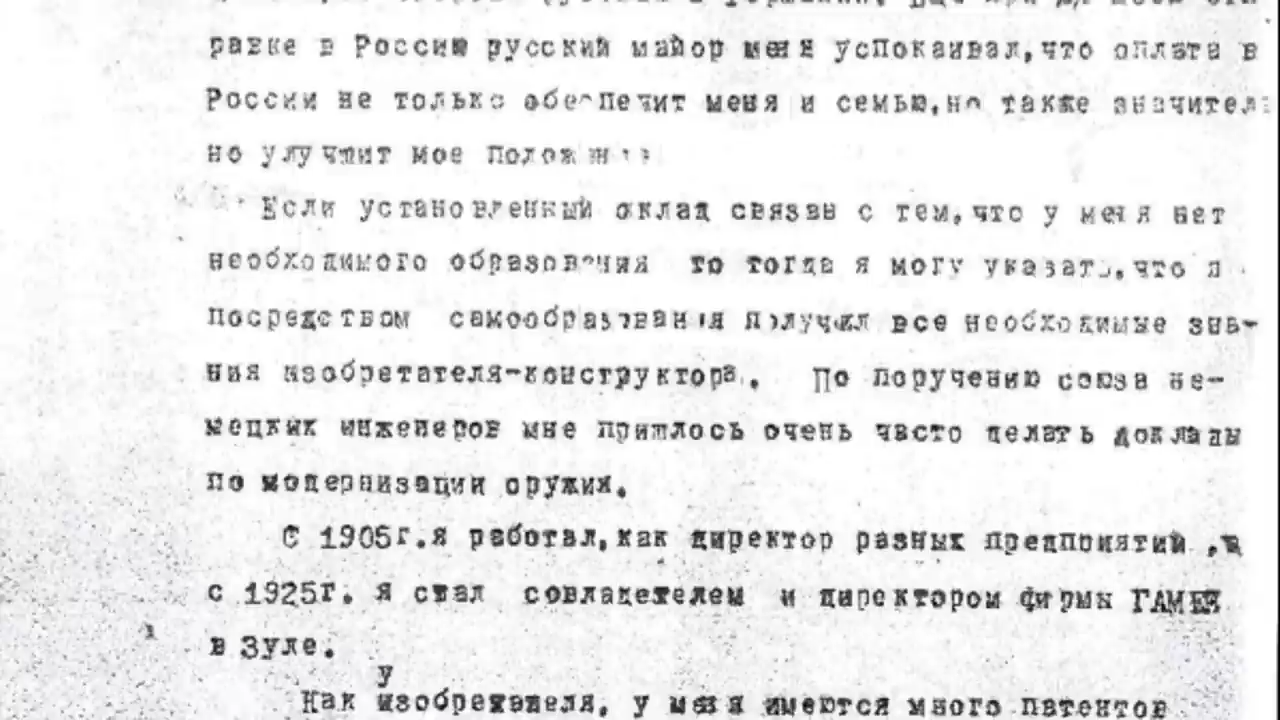 равке в Россию русский майор меня успокаивал,что оплата в
России не только обеспечит меня и семью,но также значитель
но улучшит мое положение
Если установленный оклад связан с тем,что у меня нет
необходимого образования то тогда я могу указать,что я
посредством самообразования получил все необходимые зна-
ния изобретателя-конструктора. По поручению союза не-
мецких инженеров мне пришлось очень часто делать доклады
по модернизации оружия.
С 1905г.я работал,как директор разных предприятий ,а
с 1925г. я стал совладетелем и директором фирмы
в Зуле.
у
Как изобретателя, у меня имеются много патентов